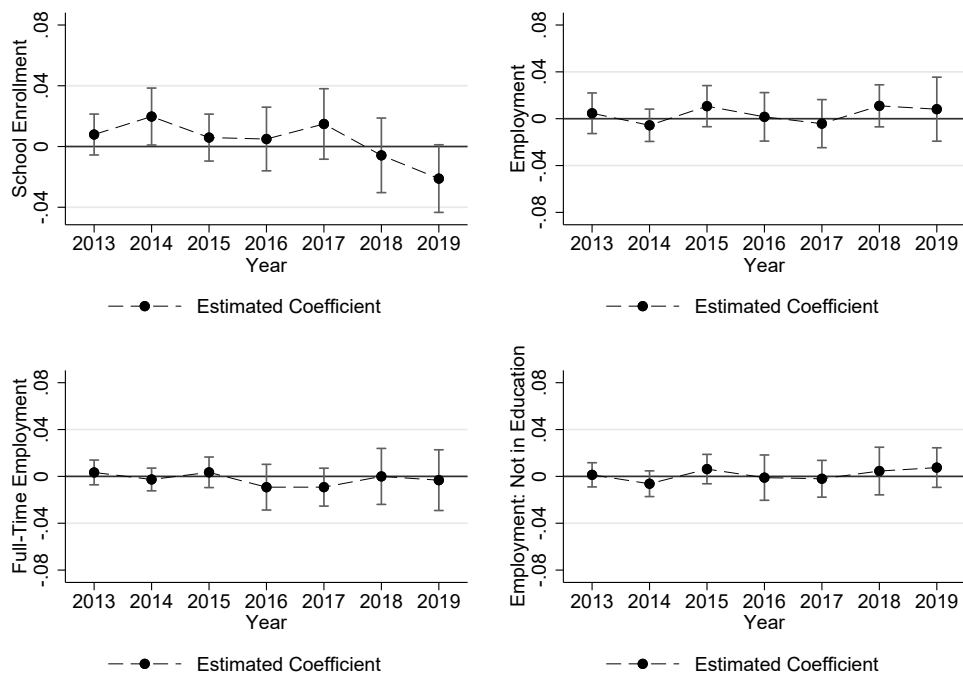 School Enrollment
.08
.04
0
-.04
2013 2014 2015 2016 2017 2018 2019
Year
Estimated Coefficient
Employment
.08
.04
0
-.04
-.08
2013 2014 2015 2016 2017 2018 2019
Year
Estimated Coefficient
Full-Time Employment
.08
.04
0
-.04
-.08
2013 2014 2015 2016 2017 2018 2019
Year
Estimated Coefficient
Employment: Not in Education
.08
.04
0
-.04
-.08
2013 2014 2015 2016 2017 2018 2019
Year
Estimated Coefficient